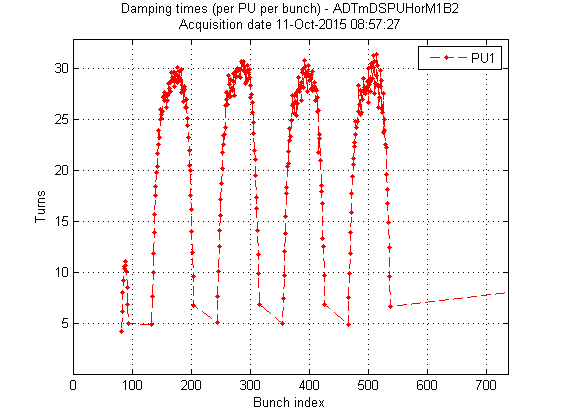 Damping times (per PU per bunch) - ADTmDSPUHorM1B2
Acquisition date 11-Oct-2015 08:57:27
PU1
30
25
20
15
10
5
Turns
0 100 200 300 400 500 600 700
Bunch index